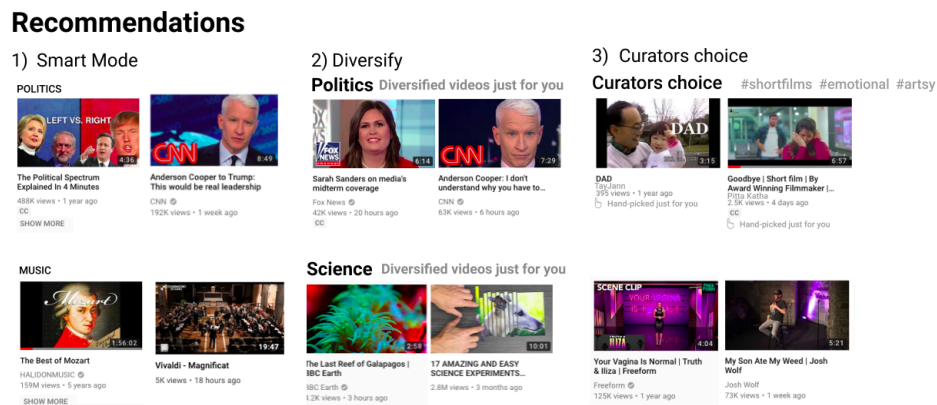 Recommendations
1) Smart Mode
POLITICS
LEFT VS. RIGHT
4:36
CNN
8:49
The Political Spectrum
Explained In 4 Minutes
488K views • 1 year ago
CC
SHOW MORE
Anderson Cooper to Trump:
This would be real leadership
CNN
192K views • 1 week ago
MUSIC
Mozart
1:56:02
19:47
The Best of Mozart
HALIDONMUSIC
159M views • 5 years ago
SHOW MORE
Vivaldi - Magnificat
5K views • 18 hours ago
2) Diversify
Politics Diversified videos just for you
FOX
NEWS
6:14
CNN
7:29
Sarah Sanders on media's
midterm coverage
Fox News
42K views • 20 hours ago
CC
Anderson Cooper: I don't
understand why you have to...
CNN
63K views • 6 hours ago
Science Diversified videos just for you
2:58
10:01
The Last Reef of Galapagos |
BBC Earth
BBC Earth
4.2K views • 3 hours ago
17 AMAZING AND EASY
SCIENCE EXPERIMENTS...
2.8M views • 3 months ago
3) Curators choice
Curators choice #shortfilms #emotional #artsy
DAD
3:15
6:57
DAD
TayJann
395 views • 1 year ago
Hand-picked just for you
Goodbye | Short film | By
Award Winning Filmmaker |...
Pitta Katha
2.5K views • 4 days ago
CC
Hand-picked just for you
SCENE CLIP
YOUR VAGINA
ILIZA
4:04
5:21
Your Vagina Is Normal | Truth
& Iliza | Freeform
Freeform
125K views • 1 year ago
My Son Ate My Weed | Josh
Wolf
Josh Wolf
73K views • 1 week ago